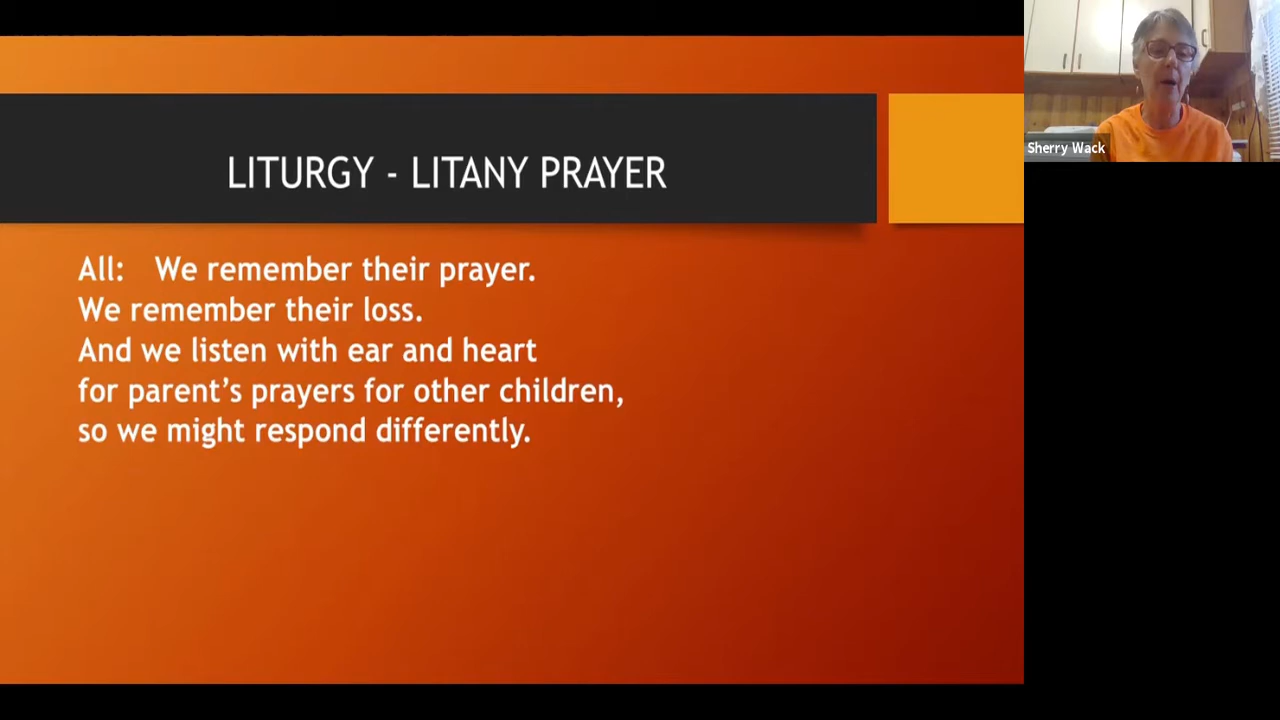 LITURGY - LITANY PRAYER
All: We remember their prayer.
We remember their loss.
And we listen with ear and heart
for parent's prayers for other children,
so we might respond differently.
Sherry Wack